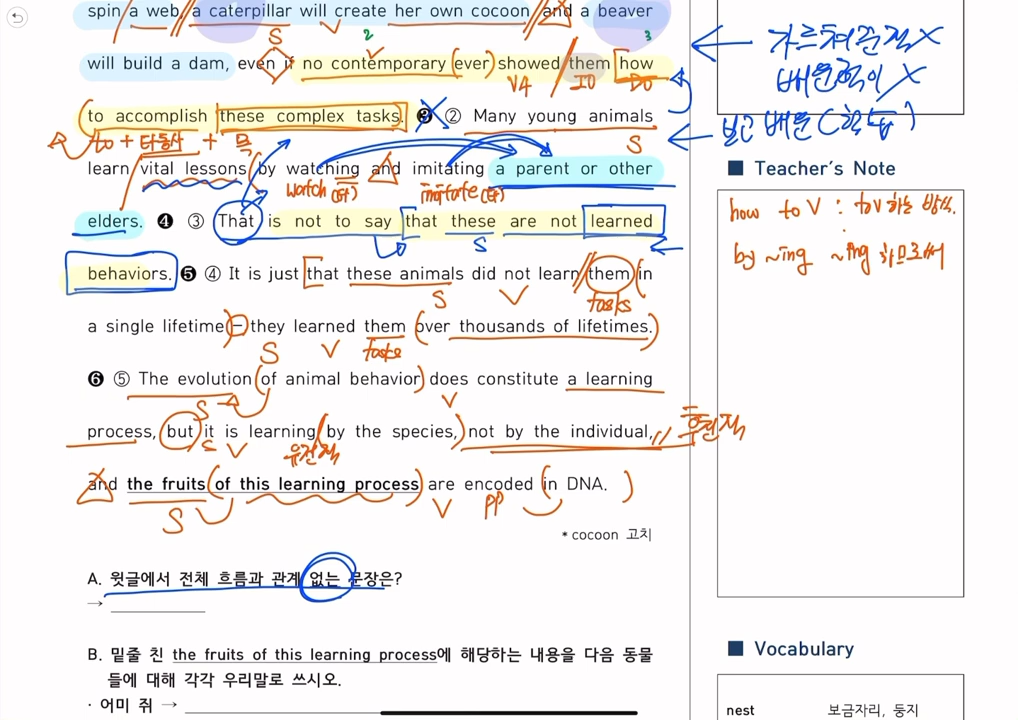 spin a web, a caterpillar will create her own cocoon and a beaver
S V 2 3
will build a dam, even if no contemporary (ever) showed them how
V4 IO DO
to accomplish these complex tasks. ❸ ② Many young animals
to + 타동사 + 목 S
learn vital lessons by watching and imitating a parent or other
watch(타) imitate(타)
elders. ❹ ③ That is not to say that these are not learned
S
behaviors. ❺ ④ It is just that these animals did not learn them in
S V tasks
a single lifetime – they learned them over thousands of lifetimes.
S V tasks
❻ ⑤ The evolution of animal behavior does constitute a learning
S V
process, but it is learning by the species, not by the individual,
S V 유전적 후천적
and the fruits of this learning process are encoded in DNA.
S V PP
* cocoon 고치
A. 윗글에서 전체 흐름과 관계 없는 문장은?
→
B. 밑줄 친 the fruits of this learning process에 해당하는 내용을 다음 동물
들에 대해 각각 우리말로 쓰시오.
· 어미 쥐 →
가르쳐준적 X
배운적이 X
보고 배움 (학습)
Teacher's Note
how to V : to V 하는 방식.
by ~ing ~ing 함으로써
Vocabulary
nest 보금자리, 둥지